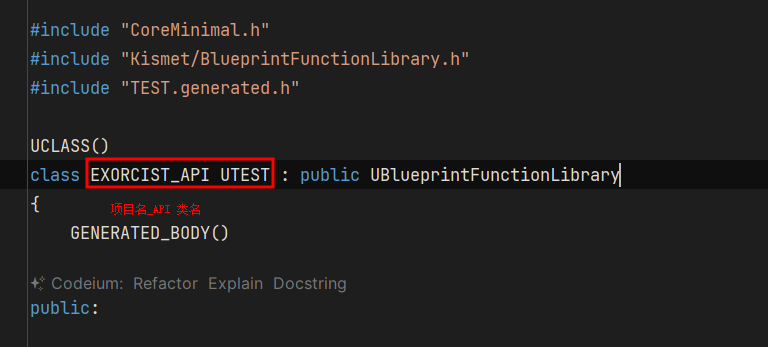 #include "CoreMinimal.h"
#include "Kismet/BlueprintFunctionLibrary.h"
#include "TEST.generated.h"
UCLASS()
class EXORCIST_API UTEST : public UBlueprintFunctionLibrary
{
项目名_API 类名
GENERATED_BODY()
Codeium: Refactor Explain Docstring
public: